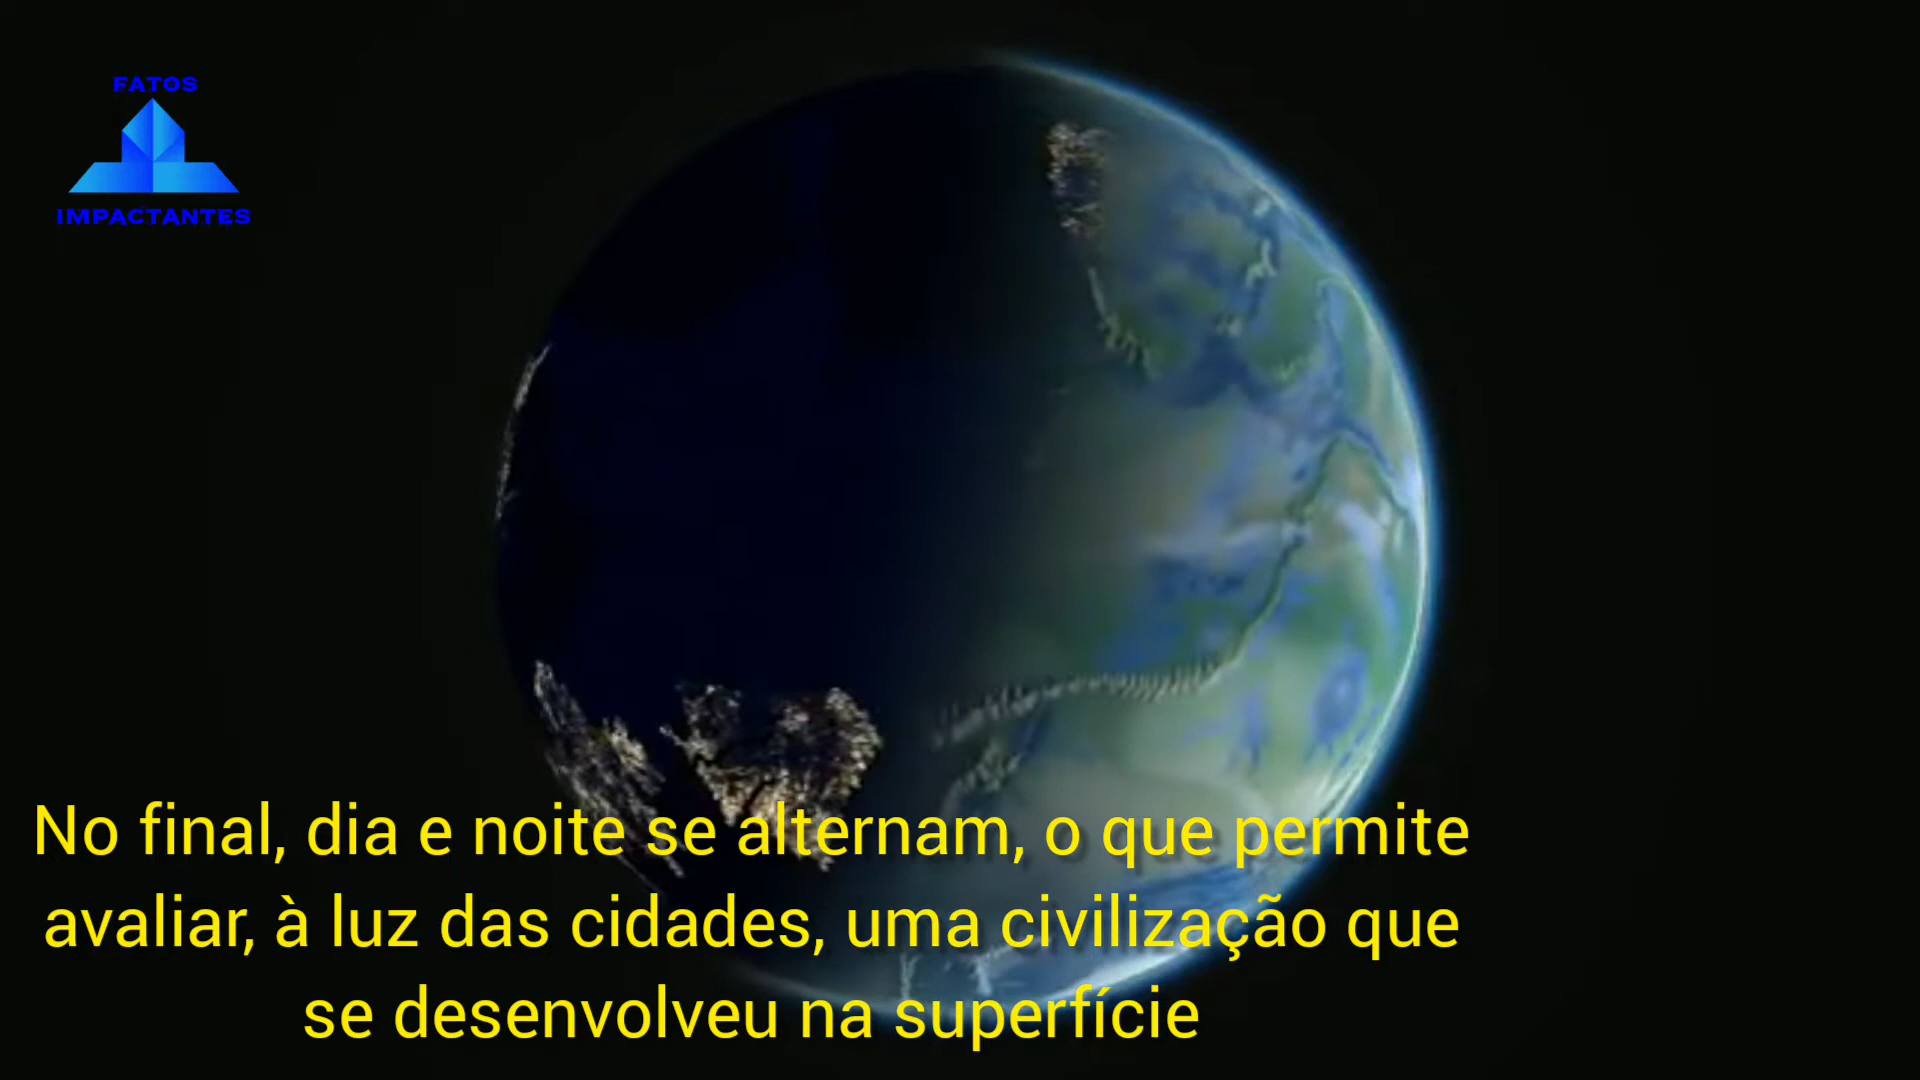 FATOS
IMPACTANTES
No final, dia e noite se alternam, o que permite
avaliar, à luz das cidades, uma civilização que
se desenvolveu na superfície